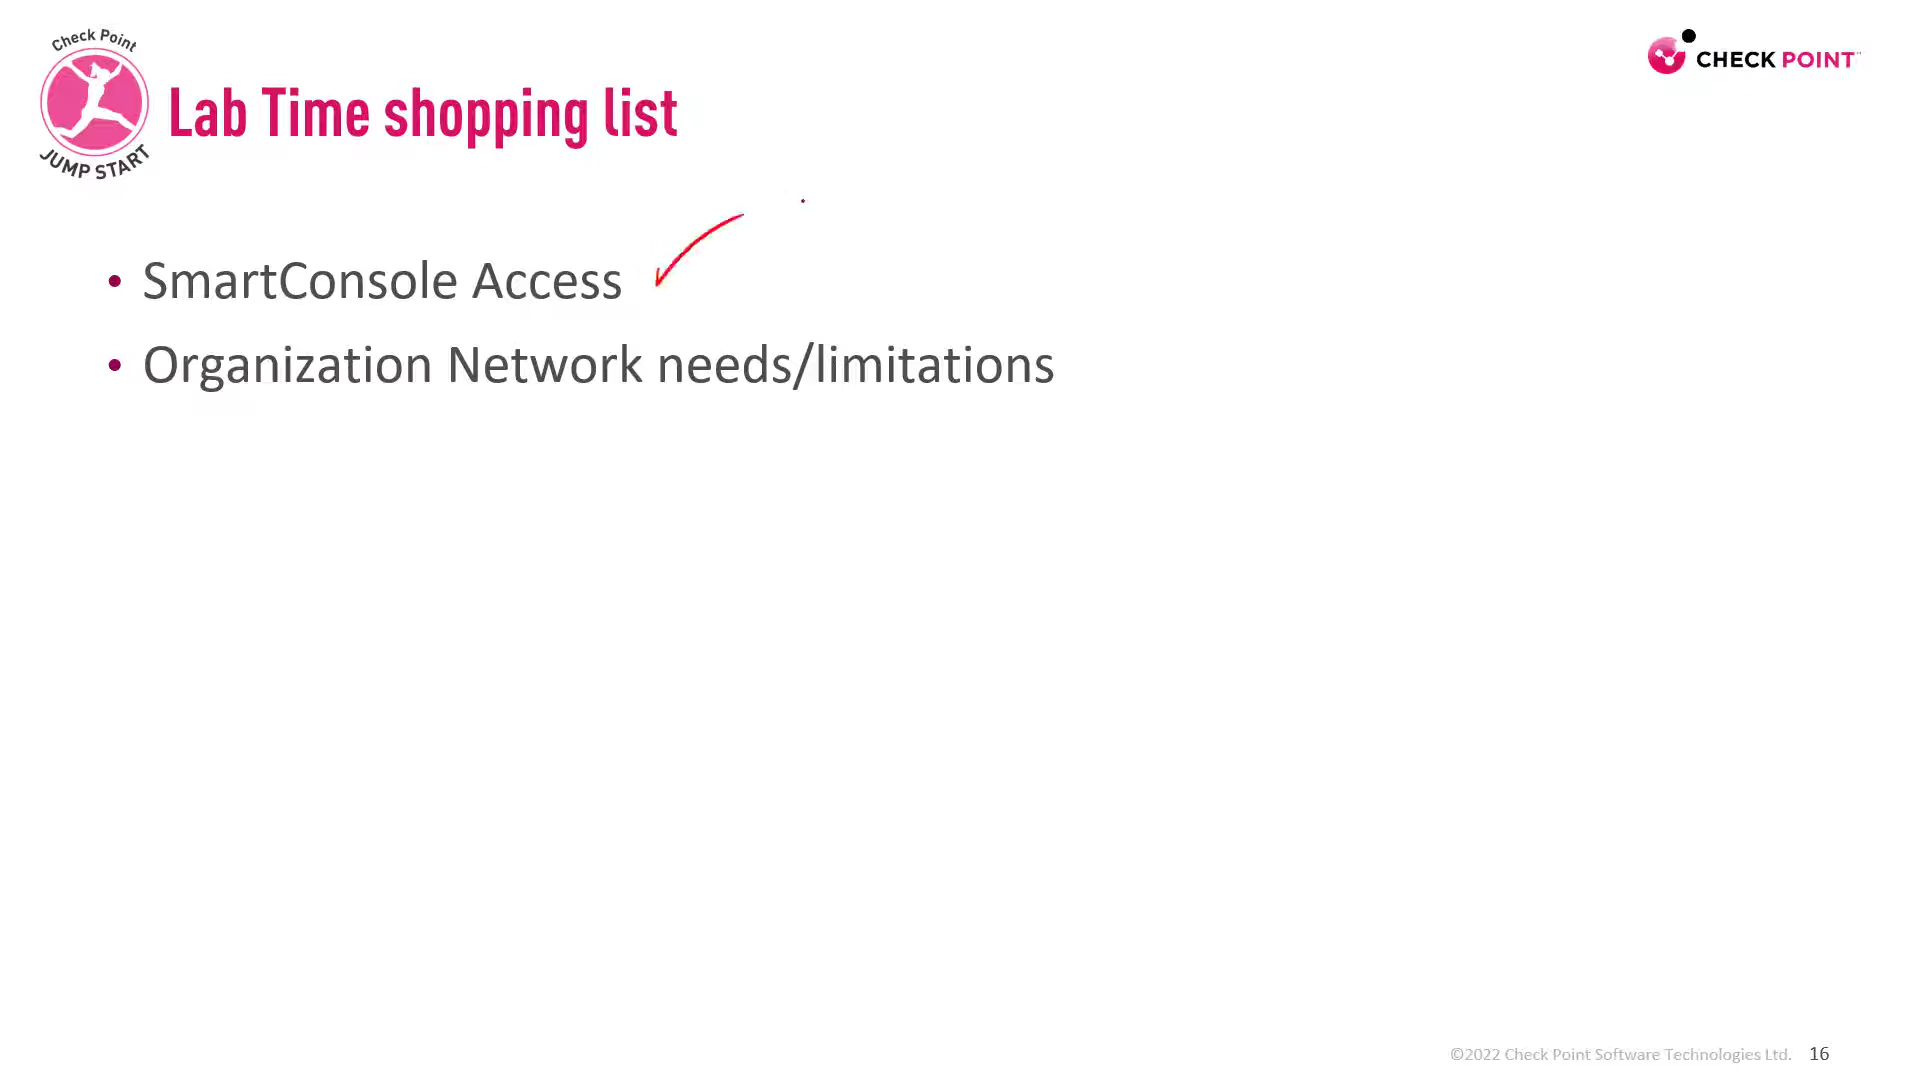 Check Point
JUMP START
CHECK POINT™
Lab Time shopping list
• SmartConsole Access
• Organization Network needs/limitations
©2022 Check Point Software Technologies Ltd. 16